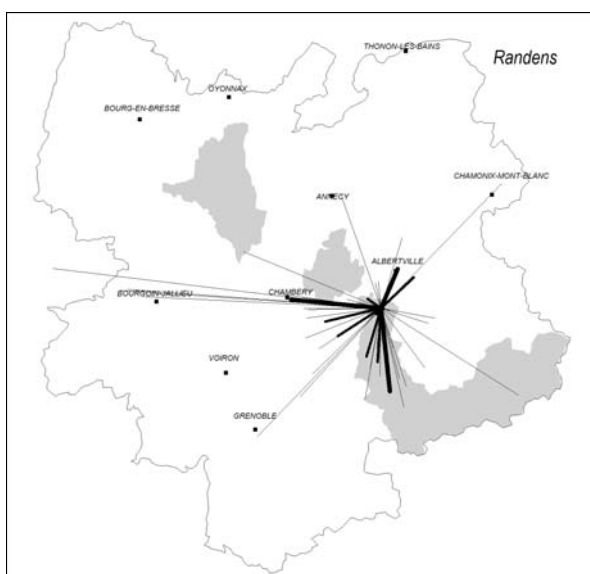 THONON-LES-BAINS
Randens
OYONNAX
BOURG-EN-BRESSE
CHAMONIX-MONT-BLANC
ANNECY
ALBERTVILLE
CHAMBERY
BOURGOIN-JALLIEU
VOIRON
GRENOBLE